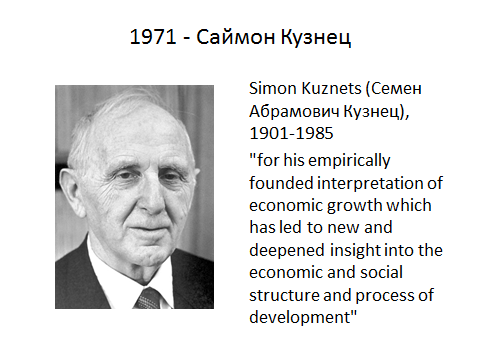 1971 - Саймон Кузнец
Simon Kuznets (Семен
Абрамович Кузнец),
1901-1985
"for his empirically
founded interpretation of
economic growth which
has led to new and
deepened insight into the
economic and social
structure and process of
development"